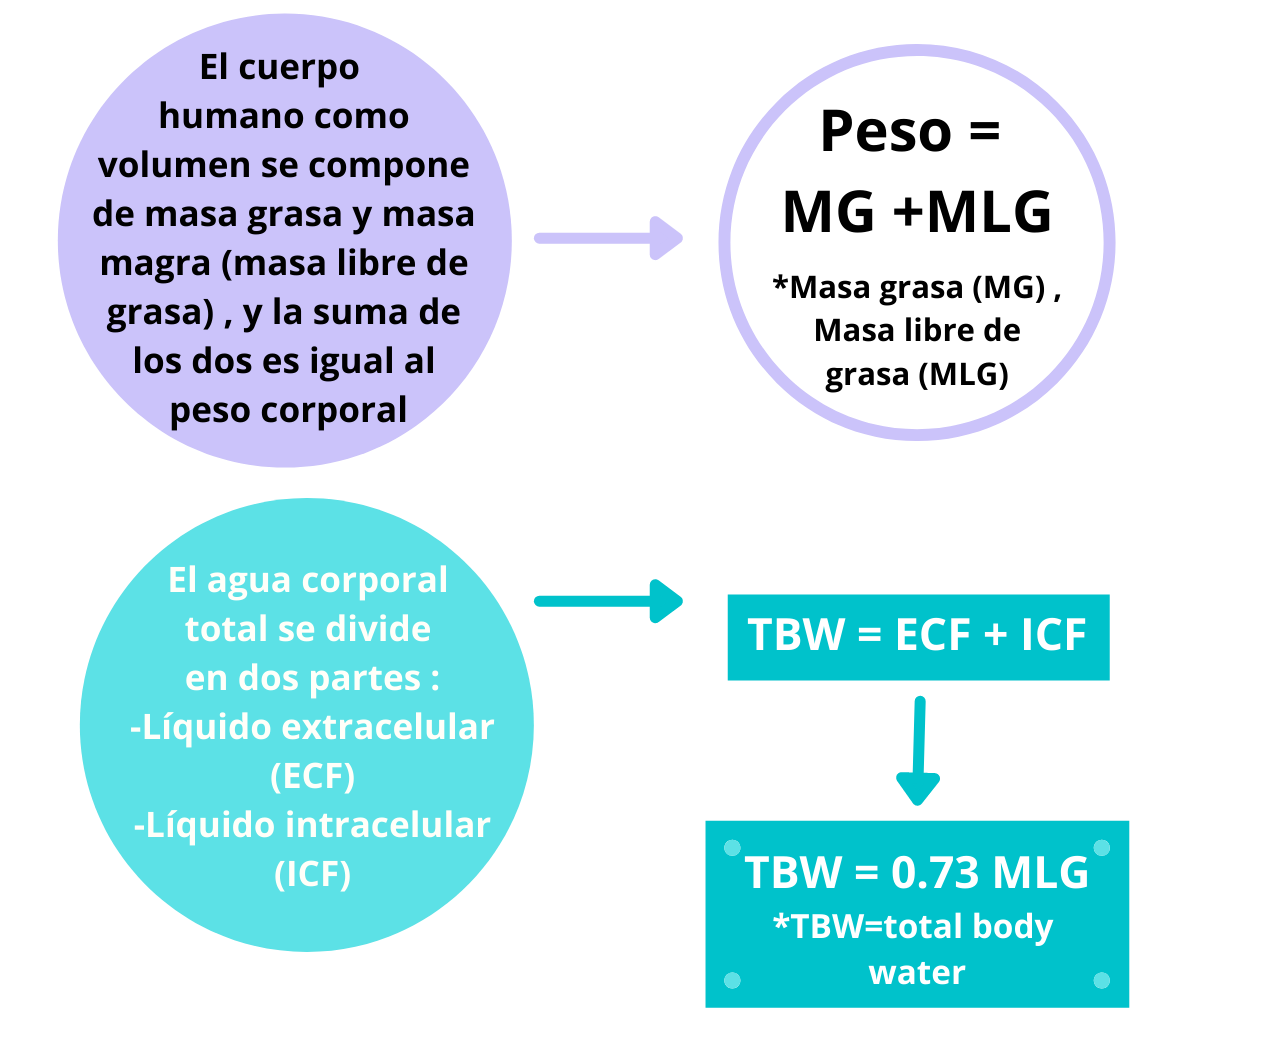 El cuerpo
humano como
volumen se compone
de masa grasa y masa
magra (masa libre de
grasa) , y la suma de
los dos es igual al
peso corporal
Peso =
MG +MLG
*Masa grasa (MG) ,
Masa libre de
grasa (MLG)
El agua corporal
total se divide
en dos partes :
-Líquido extracelular
(ECF)
-Líquido intracelular
(ICF)
TBW = ECF + ICF
TBW = 0.73 MLG
*TBW=total body
water